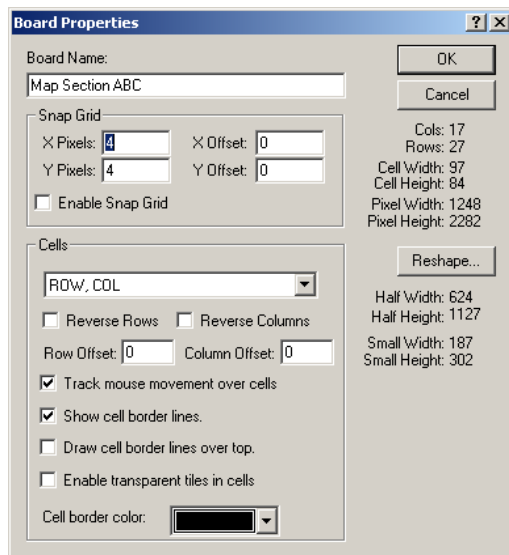 Board Properties
Board Name:
Map Section ABC
Snap Grid
X Pixels: 4 X Offset: 0
Y Pixels: 4 Y Offset: 0
Enable Snap Grid
Cells
ROW, COL
Reverse Rows Reverse Columns
Row Offset: 0 Column Offset: 0
Track mouse movement over cells
Show cell border lines.
Draw cell border lines over top.
Enable transparent tiles in cells
Cell border color:
OK
Cancel
Cols: 17
Rows: 27
Cell Width: 97
Cell Height: 84
Pixel Width: 1248
Pixel Height: 2282
Reshape...
Half Width: 624
Half Height: 1127
Small Width: 187
Small Height: 302